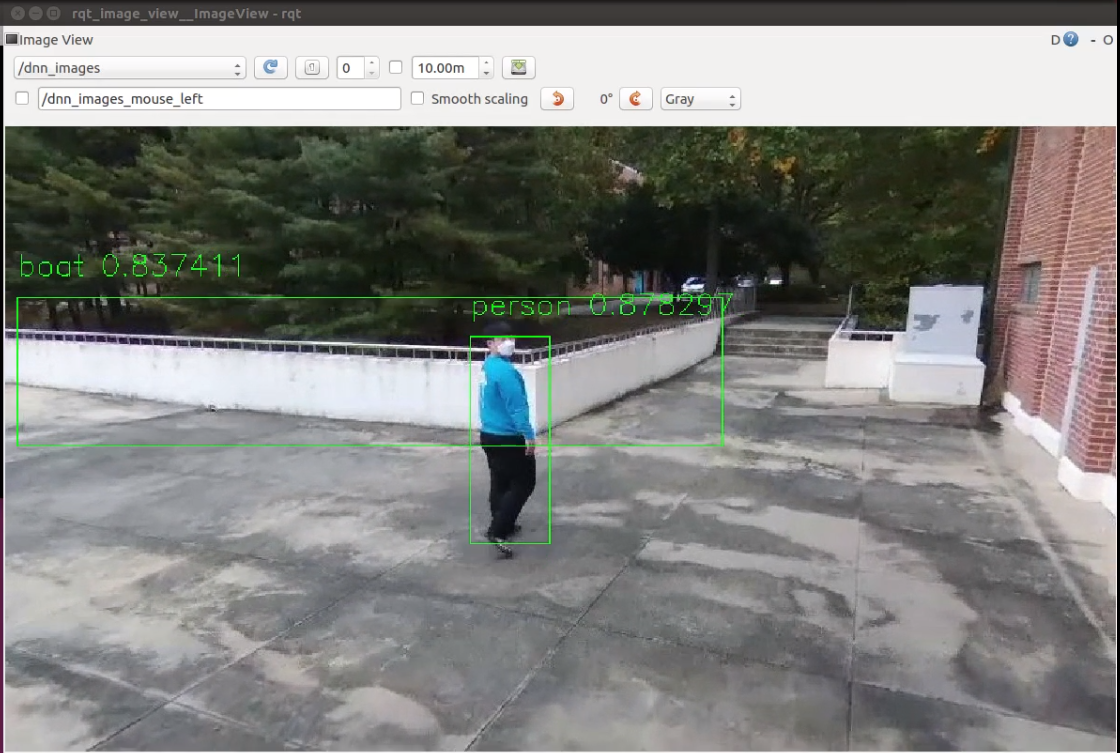 rqt_image_view__ImageView - rqt
Image View
D - O
/dnn_images 0 10.00m
/dnn_images_mouse_left Smooth scaling 0° Gray
boat 0.837411
person 0.878297